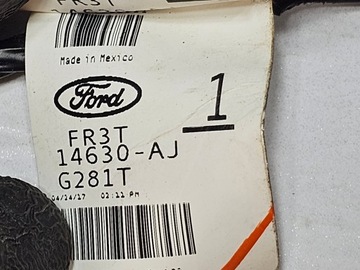 FR3T
Made in Mexico
Ford
1
FR3T
14630-AJ
G281T
04/24/17 02:11 PM